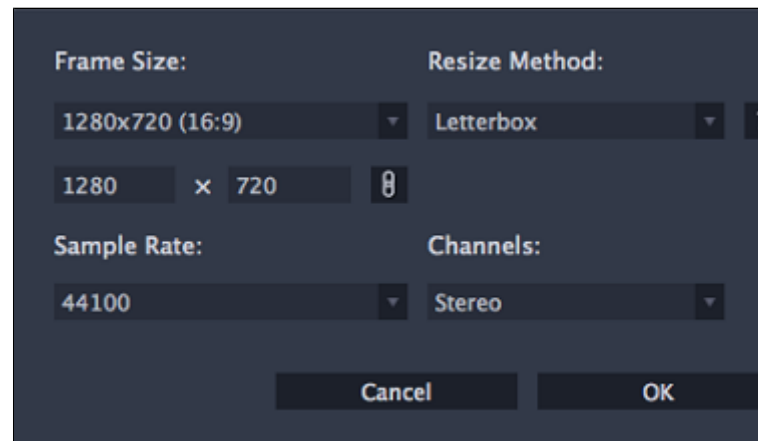 Frame Size: Resize Method:
1280x720 (16:9) Letterbox
1280 × 720
Sample Rate: Channels:
44100 Stereo
Cancel OK